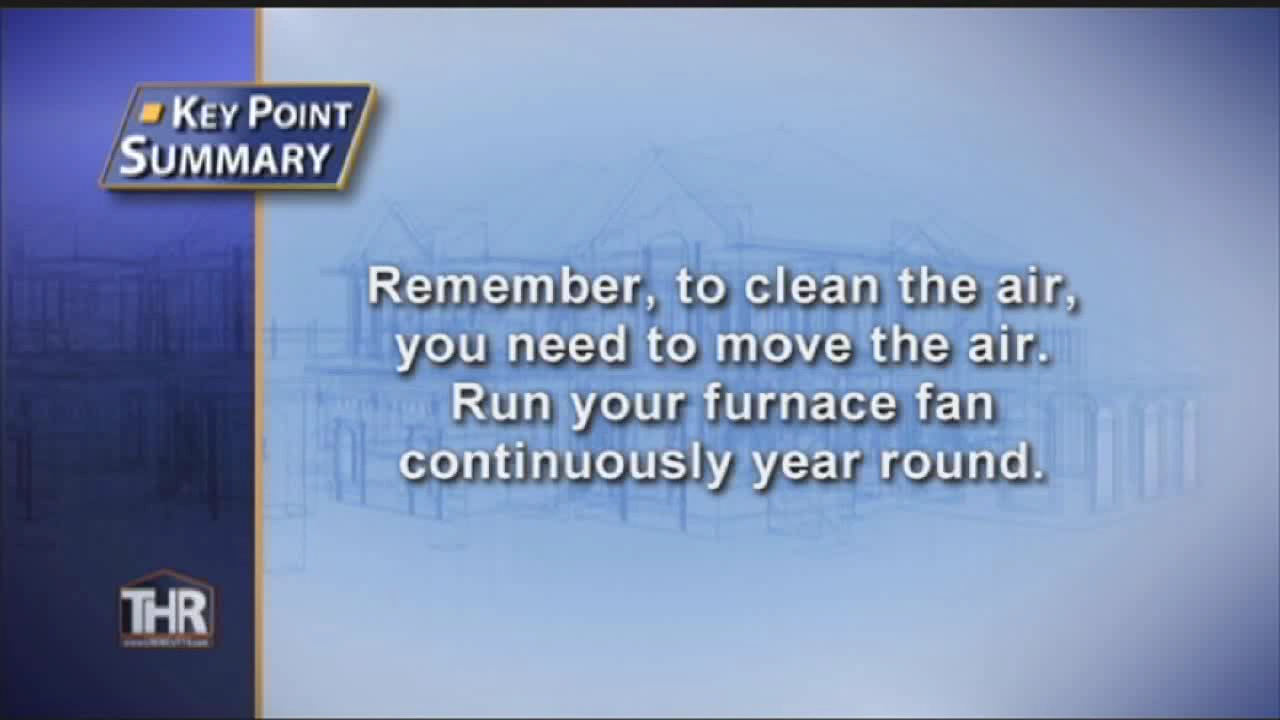 KEY POINT
SUMMARY
Remember, to clean the air,
you need to move the air.
Run your furnace fan
continuously year round.
THR